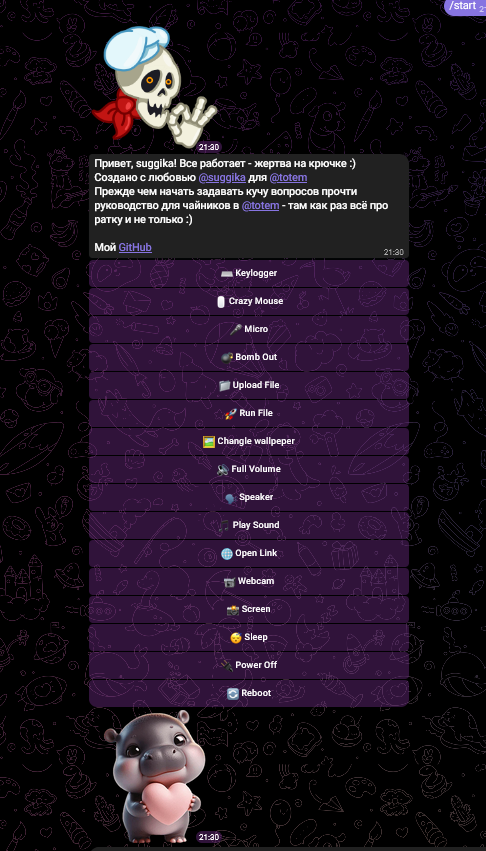 /start
21:30
Привет, suggika! Все работает - жертва на крючке :)
Создано с любовью @suggika для @totem
Прежде чем начать задавать кучу вопросов прочти
руководство для чайников в @totem - там как раз всё про
ратку и не только :)
Мой GitHub
21:30
Keylogger
Crazy Mouse
Micro
Bomb Out
Upload File
Run File
Changle wallpeper
Full Volume
Speaker
Play Sound
Open Link
Webcam
Screen
Sleep
Power Off
Reboot
21:30